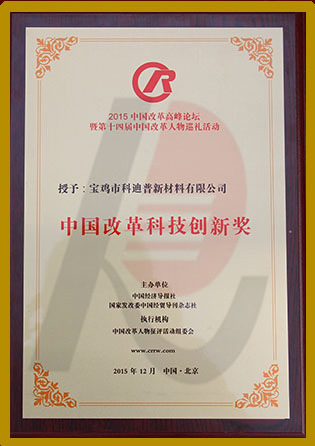 2015 中国改革高峰论坛
暨第十四届中国改革人物巡礼活动
授予：宝鸡市科迪普新材料有限公司
中国改革科技创新奖
主办单位
中国经济导报社
国家发改委中国经贸导刊杂志社
执行机构
中国改革人物征评活动组委会
www.crrw.com
2015 年 12 月 中国·北京